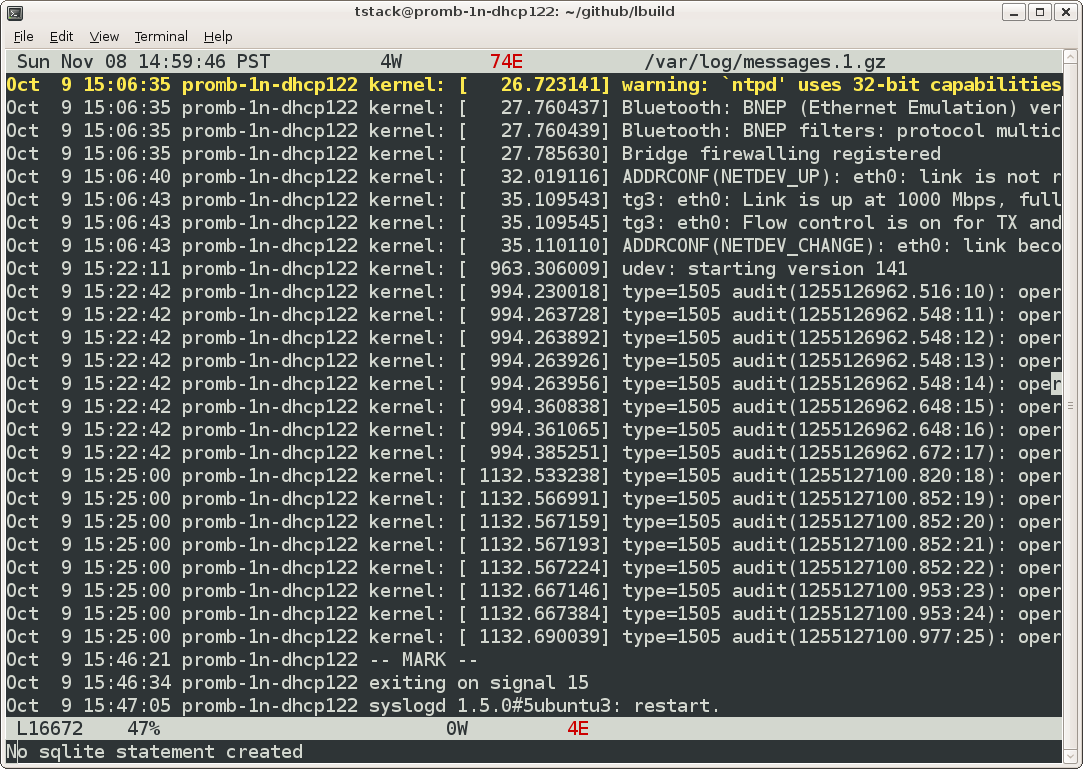 tstack@promb-1n-dhcp122: ~/github/lbuild
File Edit View Terminal Help
Sun Nov 08 14:59:46 PST 4W 74E /var/log/messages.1.gz
Oct  9 15:06:35 promb-1n-dhcp122 kernel: [   26.723141] warning: `ntpd' uses 32-bit capabilities
Oct  9 15:06:35 promb-1n-dhcp122 kernel: [   27.760437] Bluetooth: BNEP (Ethernet Emulation) ver
Oct  9 15:06:35 promb-1n-dhcp122 kernel: [   27.760439] Bluetooth: BNEP filters: protocol multic
Oct  9 15:06:35 promb-1n-dhcp122 kernel: [   27.785630] Bridge firewalling registered
Oct  9 15:06:40 promb-1n-dhcp122 kernel: [   32.019116] ADDRCONF(NETDEV_UP): eth0: link is not r
Oct  9 15:06:43 promb-1n-dhcp122 kernel: [   35.109543] tg3: eth0: Link is up at 1000 Mbps, full
Oct  9 15:06:43 promb-1n-dhcp122 kernel: [   35.109545] tg3: eth0: Flow control is on for TX and
Oct  9 15:06:43 promb-1n-dhcp122 kernel: [   35.110110] ADDRCONF(NETDEV_CHANGE): eth0: link beco
Oct  9 15:22:11 promb-1n-dhcp122 kernel: [  963.306009] udev: starting version 141
Oct  9 15:22:42 promb-1n-dhcp122 kernel: [  994.230018] type=1505 audit(1255126962.516:10): oper
Oct  9 15:22:42 promb-1n-dhcp122 kernel: [  994.263728] type=1505 audit(1255126962.548:11): oper
Oct  9 15:22:42 promb-1n-dhcp122 kernel: [  994.263892] type=1505 audit(1255126962.548:12): oper
Oct  9 15:22:42 promb-1n-dhcp122 kernel: [  994.263926] type=1505 audit(1255126962.548:13): oper
Oct  9 15:22:42 promb-1n-dhcp122 kernel: [  994.263956] type=1505 audit(1255126962.548:14): oper
Oct  9 15:22:42 promb-1n-dhcp122 kernel: [  994.360838] type=1505 audit(1255126962.648:15): oper
Oct  9 15:22:42 promb-1n-dhcp122 kernel: [  994.361065] type=1505 audit(1255126962.648:16): oper
Oct  9 15:22:42 promb-1n-dhcp122 kernel: [  994.385251] type=1505 audit(1255126962.672:17): oper
Oct  9 15:25:00 promb-1n-dhcp122 kernel: [ 1132.533238] type=1505 audit(1255127100.820:18): oper
Oct  9 15:25:00 promb-1n-dhcp122 kernel: [ 1132.566991] type=1505 audit(1255127100.852:19): oper
Oct  9 15:25:00 promb-1n-dhcp122 kernel: [ 1132.567159] type=1505 audit(1255127100.852:20): oper
Oct  9 15:25:00 promb-1n-dhcp122 kernel: [ 1132.567193] type=1505 audit(1255127100.852:21): oper
Oct  9 15:25:00 promb-1n-dhcp122 kernel: [ 1132.567224] type=1505 audit(1255127100.852:22): oper
Oct  9 15:25:00 promb-1n-dhcp122 kernel: [ 1132.667146] type=1505 audit(1255127100.953:23): oper
Oct  9 15:25:00 promb-1n-dhcp122 kernel: [ 1132.667384] type=1505 audit(1255127100.953:24): oper
Oct  9 15:25:00 promb-1n-dhcp122 kernel: [ 1132.690039] type=1505 audit(1255127100.977:25): oper
Oct  9 15:46:21 promb-1n-dhcp122 -- MARK --
Oct  9 15:46:34 promb-1n-dhcp122 exiting on signal 15
Oct  9 15:47:05 promb-1n-dhcp122 syslogd 1.5.0#5ubuntu3: restart.
L16672 47% 0W 4E
No sqlite statement created